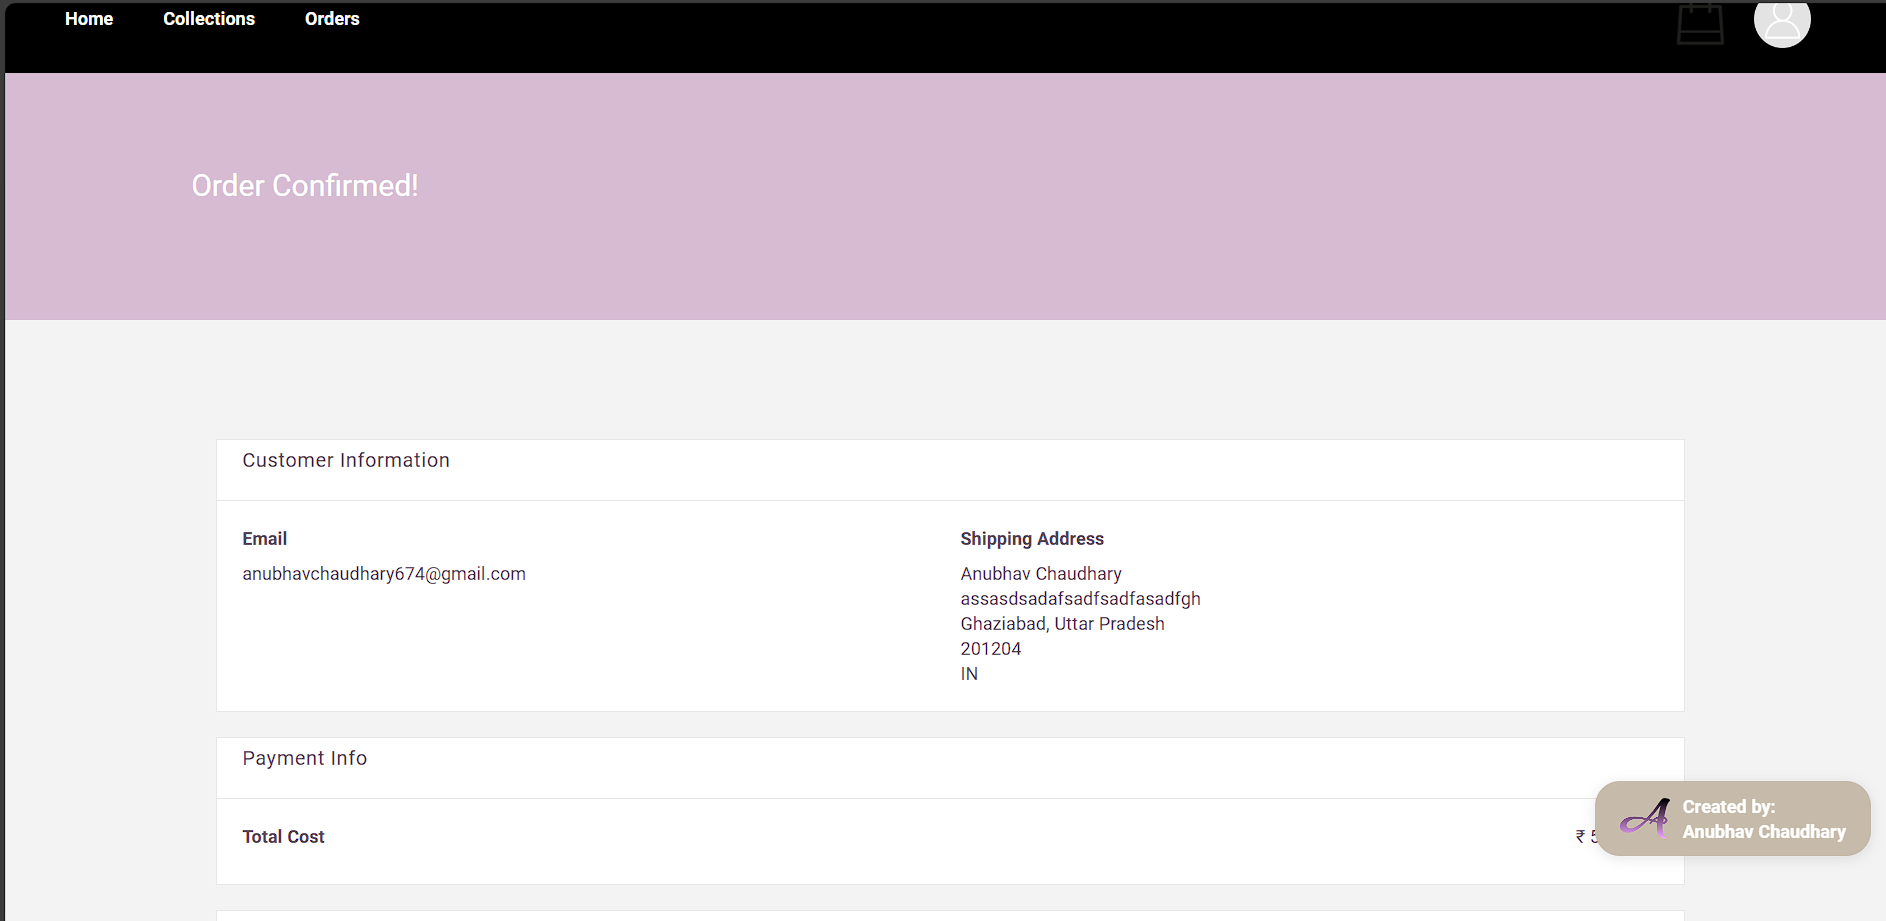 Home Collections Orders
Order Confirmed!
Customer Information
Email
anubhavchaudhary674@gmail.com
Shipping Address
Anubhav Chaudhary
assasdsadafsadfsadfasadfgh
Ghaziabad, Uttar Pradesh
201204
IN
Payment Info
Total Cost
₹ 5
Created by:
Anubhav Chaudhary